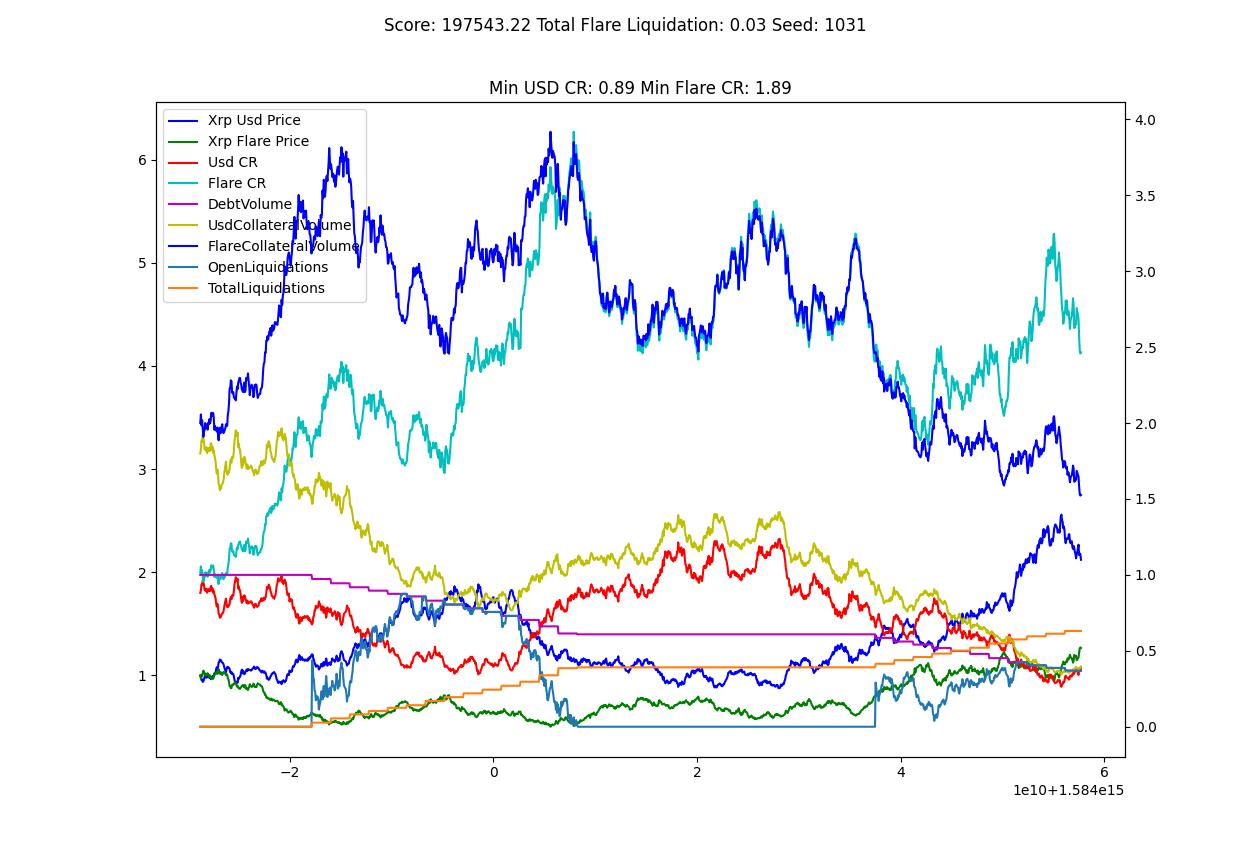 Score: 197543.22 Total Flare Liquidation: 0.03 Seed: 1031
Min USD CR: 0.89 Min Flare CR: 1.89
Xrp Usd Price
Xrp Flare Price
Usd CR
Flare CR
DebtVolume
UsdCollateralVolume
FlareCollateralVolume
OpenLiquidations
TotalLiquidations
6
5
4
3
2
1
4.0
3.5
3.0
2.5
2.0
1.5
1.0
0.5
0.0
−2
0
2
4
6
1e10+1.584e15